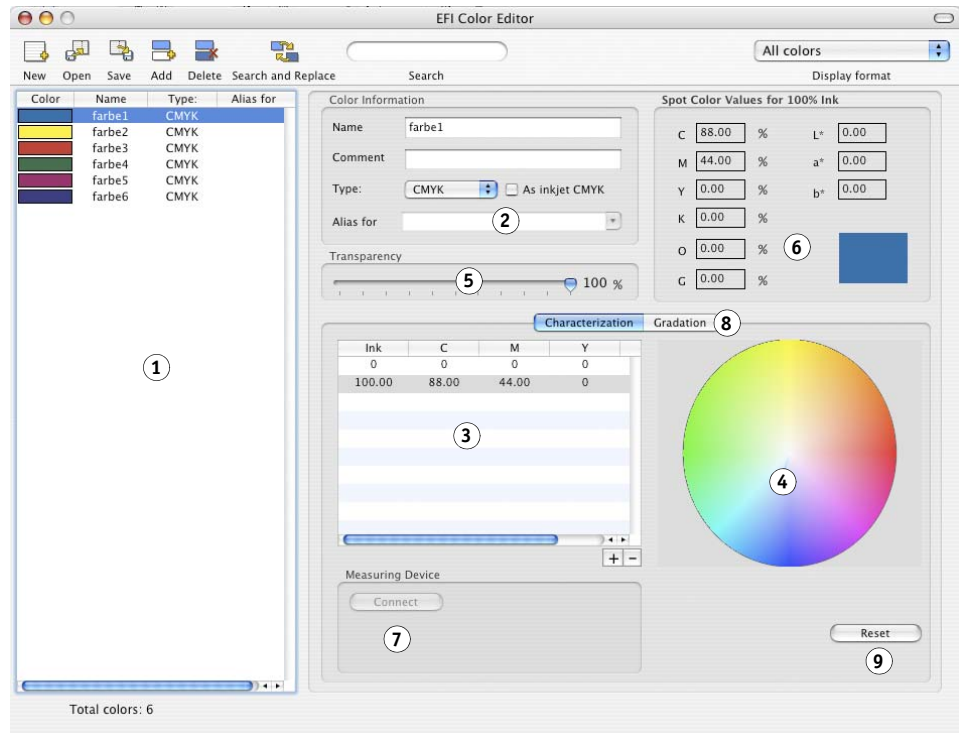 EFI Color Editor
All colors
New Open Save Add Delete Search and Replace Search Display format
Color Name Type: Alias for
farbe1 CMYK
farbe2 CMYK
farbe3 CMYK
farbe4 CMYK
farbe5 CMYK
farbe6 CMYK
1
Total colors: 6
Color Information
Name farbe1
Comment
Type: CMYK As inkjet CMYK
Alias for 2
Transparency
5 100 %
Spot Color Values for 100% Ink
C 88.00 % L* 0.00
M 44.00 % a* 0.00
Y 0.00 % b* 0.00
K 0.00 %
O 0.00 % 6
G 0.00 %
Characterization Gradation 8
Ink C M Y
0 0 0 0
100.00 88.00 44.00 0
3
4
+ -
Measuring Device
Connect
7
Reset
9